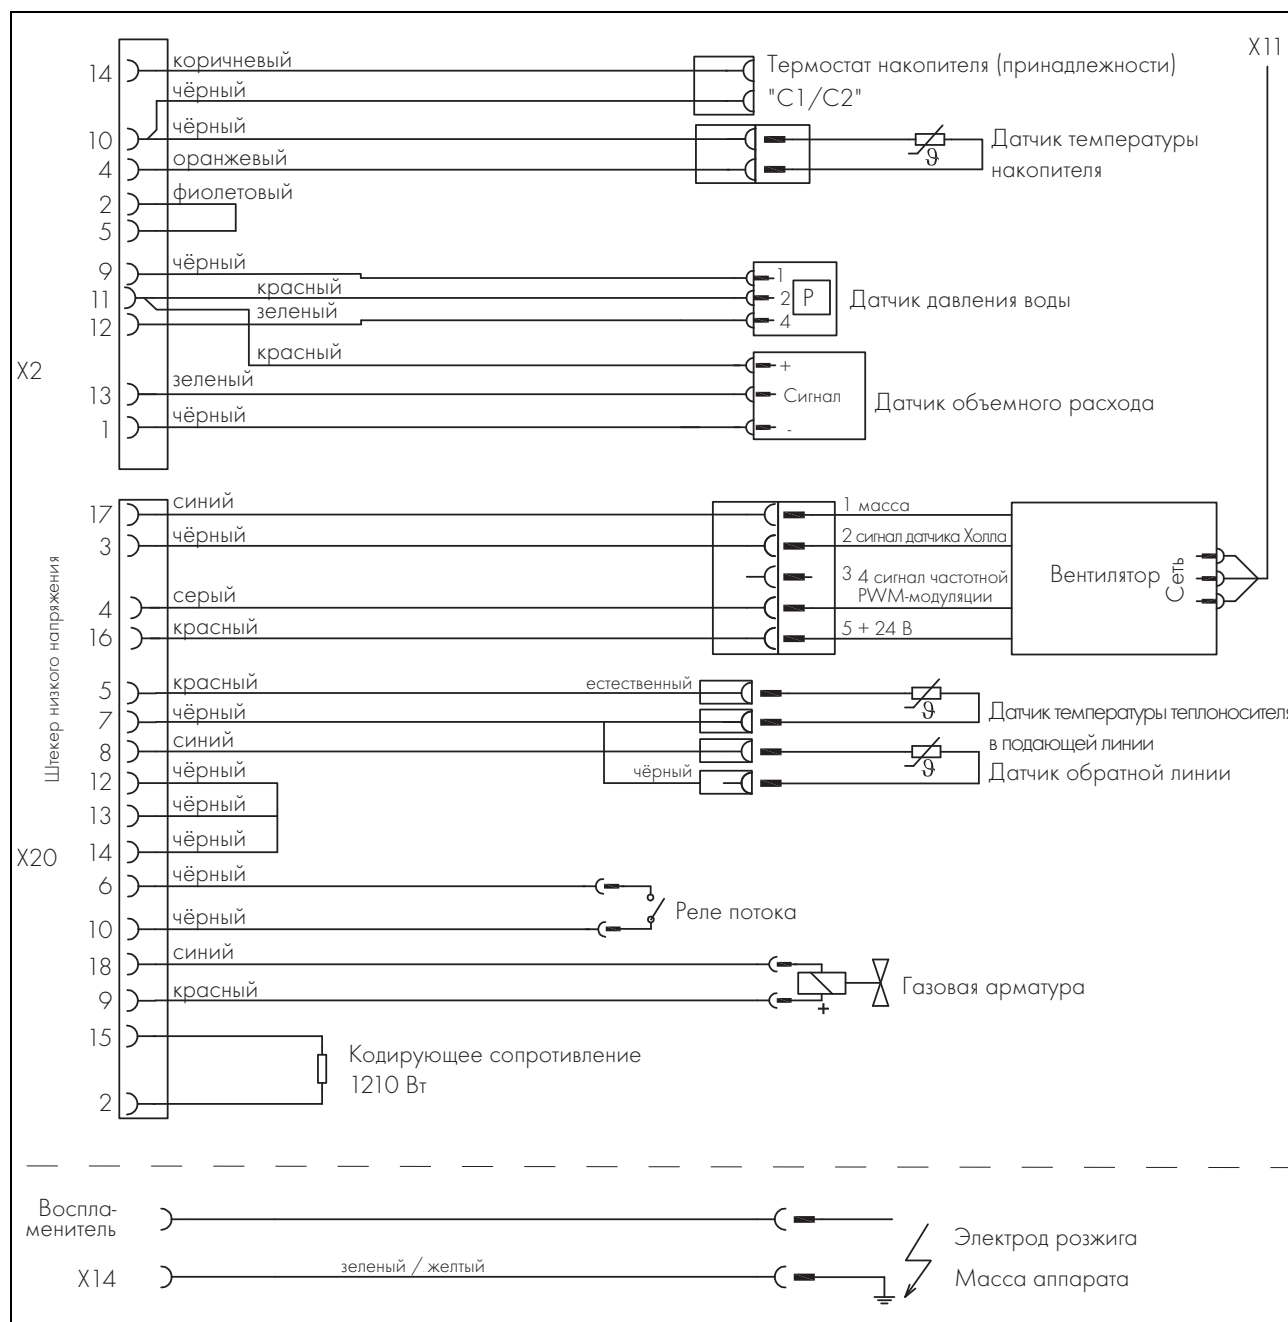 X11
14 коричневый
Термостат накопителя (принадлежности)
чёрный
"C1/C2"
10 чёрный
Датчик температуры
4 оранжевый
накопителя
ϑ
2 фиолетовый
5
9 чёрный
1
11 красный
2 P
Датчик давления воды
12 зеленый
4
X2
красный
+
13 зеленый
Сигнал
Датчик объемного расхода
1 чёрный
-
Штекер низкого напряжения
17 синий
1 масса
3 чёрный
2 сигнал датчика Холла
3 4 сигнал частотной
PWM-модуляции
Вентилятор
Сеть
4 серый
16 красный
5 + 24 В
5 красный
естественный
ϑ
7 чёрный
Датчик температуры теплоносителя
в подающей линии
8 синий
ϑ
Датчик обратной линии
12 чёрный
чёрный
13 чёрный
14 чёрный
X20
6 чёрный
Реле потока
10 чёрный
18 синий
Газовая арматура
9 красный
+
15
Кодирующее сопротивление
1210 Вт
2
Воспла-
менитель
Электрод розжига
X14
зеленый / желтый
Масса аппарата